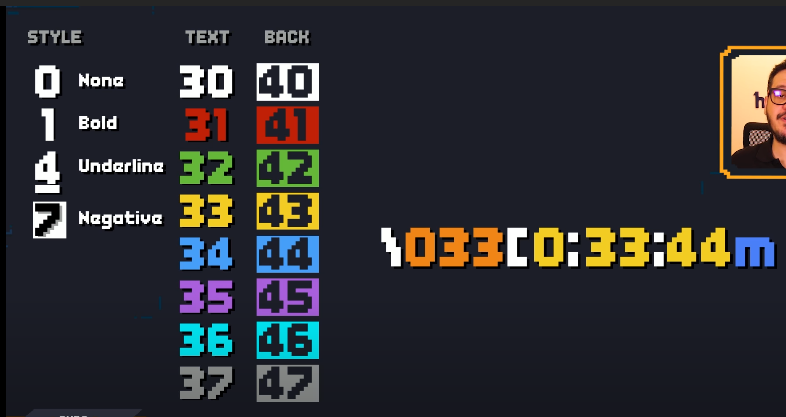 STYLE TEXT BACK
0 None 30 40
1 Bold 31 41
4 Underline 32 42
7 Negative 33 43
34 44
\033[0:33:44m
35 45
36 46
37 47